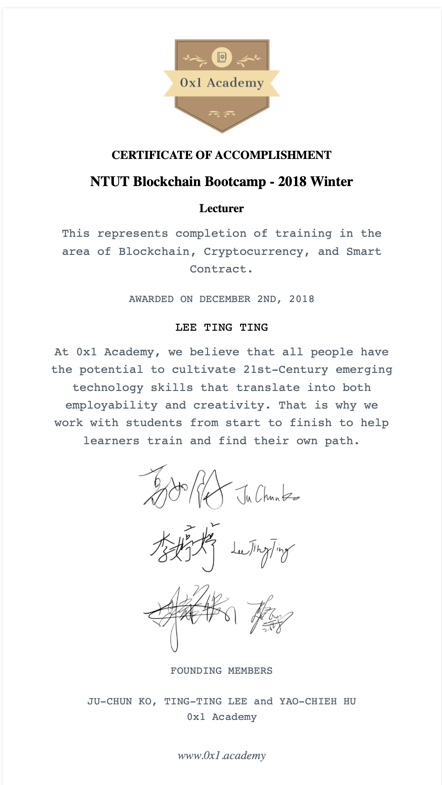 0x1 Academy
CERTIFICATE OF ACCOMPLISHMENT
NTUT Blockchain Bootcamp - 2018 Winter
Lecturer
This represents completion of training in the
area of Blockchain, Cryptocurrency, and Smart
Contract.
AWARDED ON DECEMBER 2ND, 2018
LEE TING TING
At 0x1 Academy, we believe that all people have
the potential to cultivate 21st-Century emerging
technology skills that translate into both
employability and creativity. That is why we
work with students from start to finish to help
learners train and find their own path.
Ju Chun Ko
李婷婷 Lee Ting Ting
FOUNDING MEMBERS
JU-CHUN KO, TING-TING LEE and YAO-CHIEH HU
0x1 Academy
www.0x1.academy